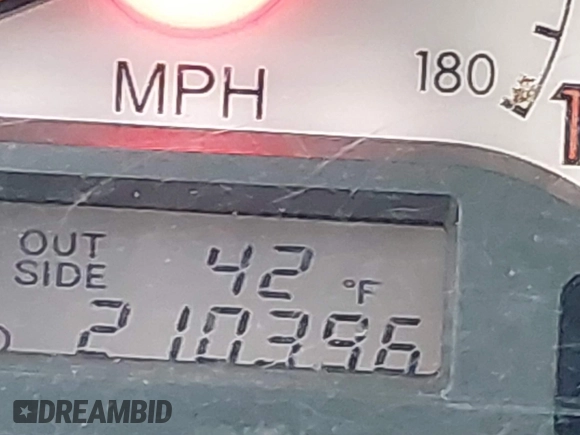 MPH
180
OUT
SIDE
42 °F
210396
DREAMBID